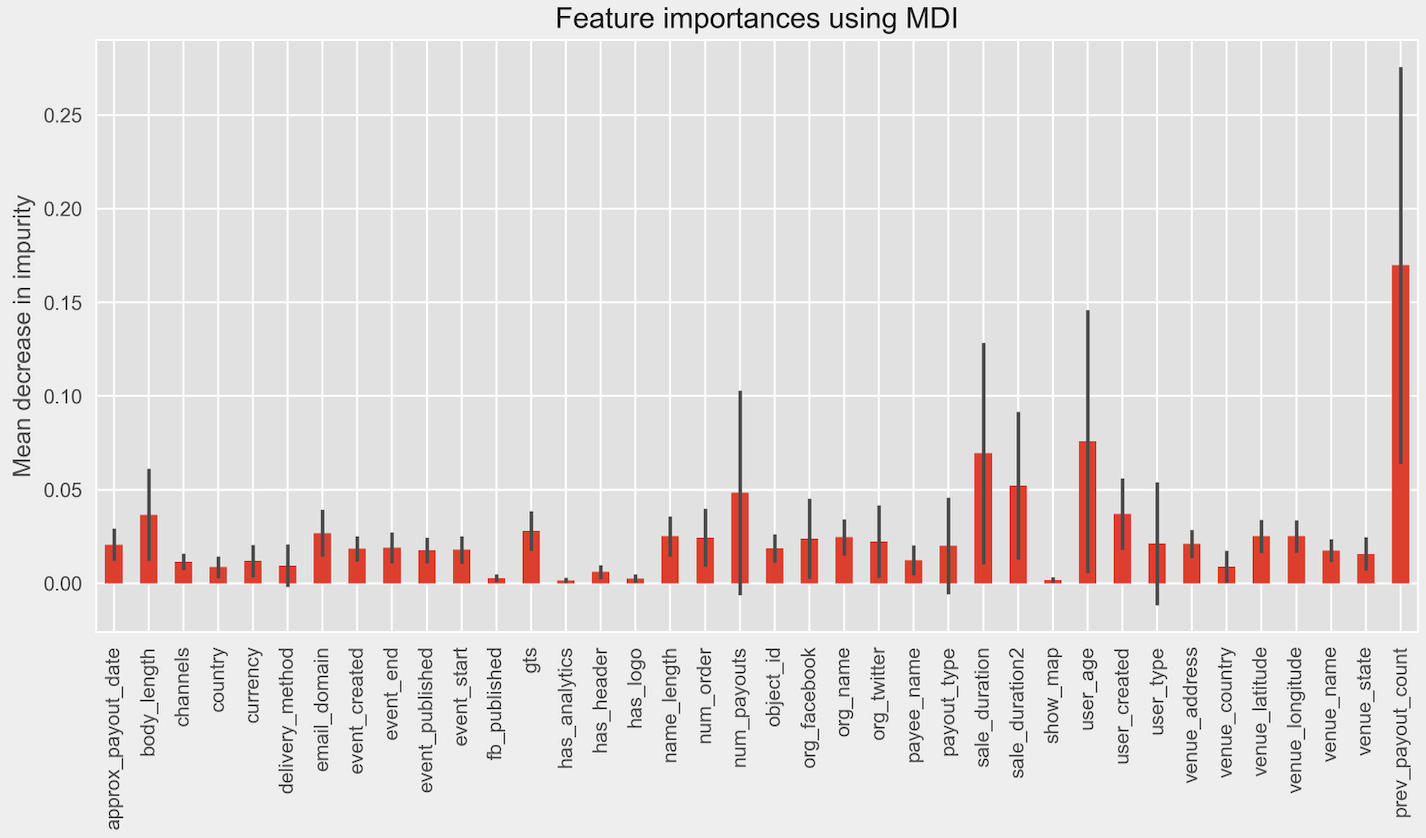 Feature importances using MDI
Mean decrease in impurity
0.25
0.20
0.15
0.10
0.05
0.00
approx_payout_date
body_length
channels
country
currency
delivery_method
email_domain
event_created
event_end
event_published
event_start
fb_published
gts
has_analytics
has_header
has_logo
name_length
num_order
num_payouts
object_id
org_facebook
org_name
org_twitter
payee_name
payout_type
sale_duration
sale_duration2
show_map
user_age
user_created
user_type
venue_address
venue_country
venue_latitude
venue_longitude
venue_name
venue_state
prev_payout_count